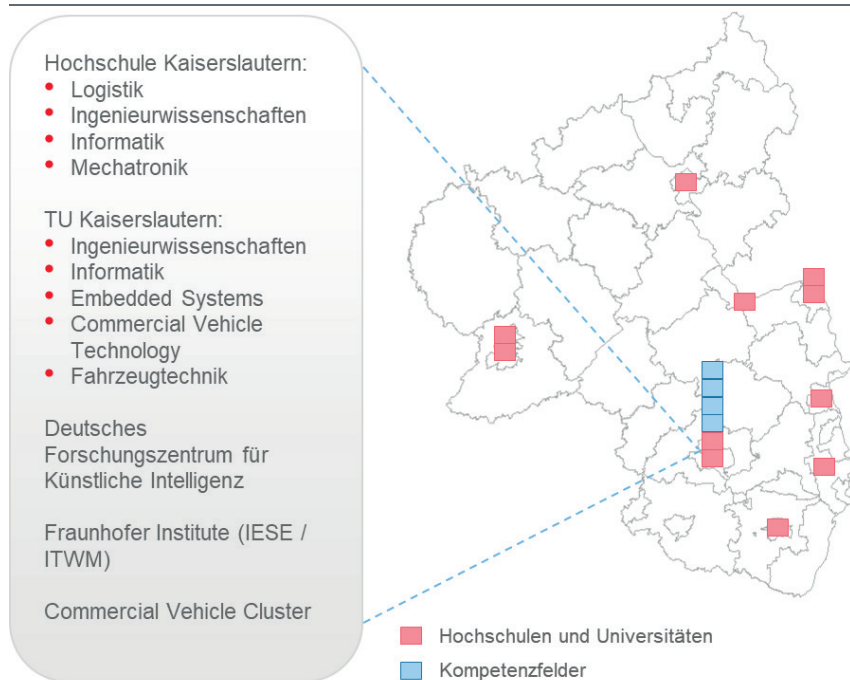 Hochschule Kaiserslautern:
• Logistik
• Ingenieurwissenschaften
• Informatik
• Mechatronik
TU Kaiserslautern:
• Ingenieurwissenschaften
• Informatik
• Embedded Systems
• Commercial Vehicle
Technology
• Fahrzeugtechnik
Deutsches
Forschungszentrum für
Künstliche Intelligenz
Fraunhofer Institute (IESE /
ITWM)
Commercial Vehicle Cluster
Hochschulen und Universitäten
Kompetenzfelder